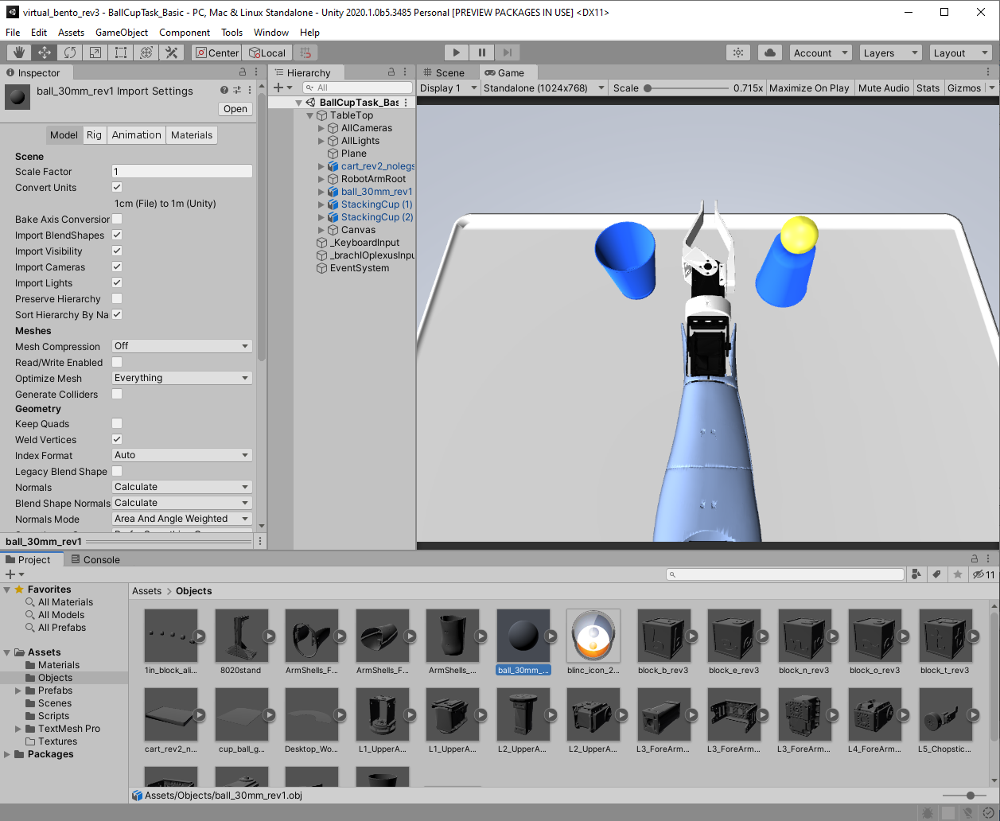 virtual_bento_rev3 - BallCupTask_Basic - PC, Mac & Linux Standalone - Unity 2020.1.0b5.3485 Personal [PREVIEW PACKAGES IN USE] <DX11>
File Edit Assets GameObject Component Tools Window Help
Center Local Account Layers Layout
Inspector
ball_30mm_rev1 Import Settings
Open
Model Rig Animation Materials
Scene
Scale Factor 1
Convert Units
1cm (File) to 1m (Unity)
Bake Axis Conversion
Import BlendShapes
Import Visibility
Import Cameras
Import Lights
Preserve Hierarchy
Sort Hierarchy By Na
Meshes
Mesh Compression Off
Read/Write Enabled
Optimize Mesh Everything
Generate Colliders
Geometry
Keep Quads
Weld Vertices
Index Format Auto
Legacy Blend Shape
Normals Calculate
Blend Shape Normals Calculate
Normals Mode Area And Angle Weighted
ball_30mm_rev1
Hierarchy
All
BallCupTask_Bas
TableTop
AllCameras
AllLights
Plane
cart_rev2_nolegs
RobotArmRoot
ball_30mm_rev1
StackingCup (1)
StackingCup (2)
Canvas
_KeyboardInput
_brachIOplexusInpu
EventSystem
Scene Game
Display 1 Standalone (1024x768) Scale 0.715x Maximize On Play Mute Audio Stats Gizmos
Project Console
11
Favorites
All Materials
All Models
All Prefabs
Assets
Materials
Objects
Prefabs
Scenes
Scripts
TextMesh Pro
Textures
Packages
Assets > Objects
1in_block_ali... 8020stand ArmShells_F... ArmShells_F... ArmShells_... ball_30mm_... blinc_icon_2... block_b_rev3 block_e_rev3 block_n_rev3 block_o_rev3 block_t_rev3
cart_rev2_n... cup_ball_g... Desktop_Wo... L1_UpperA... L1_UpperA... L2_UpperA... L2_UpperA... L3_ForeArm... L3_ForeArm... L3_ForeArm... L4_ForeArm... L5_Chopstic...
Assets/Objects/ball_30mm_rev1.obj